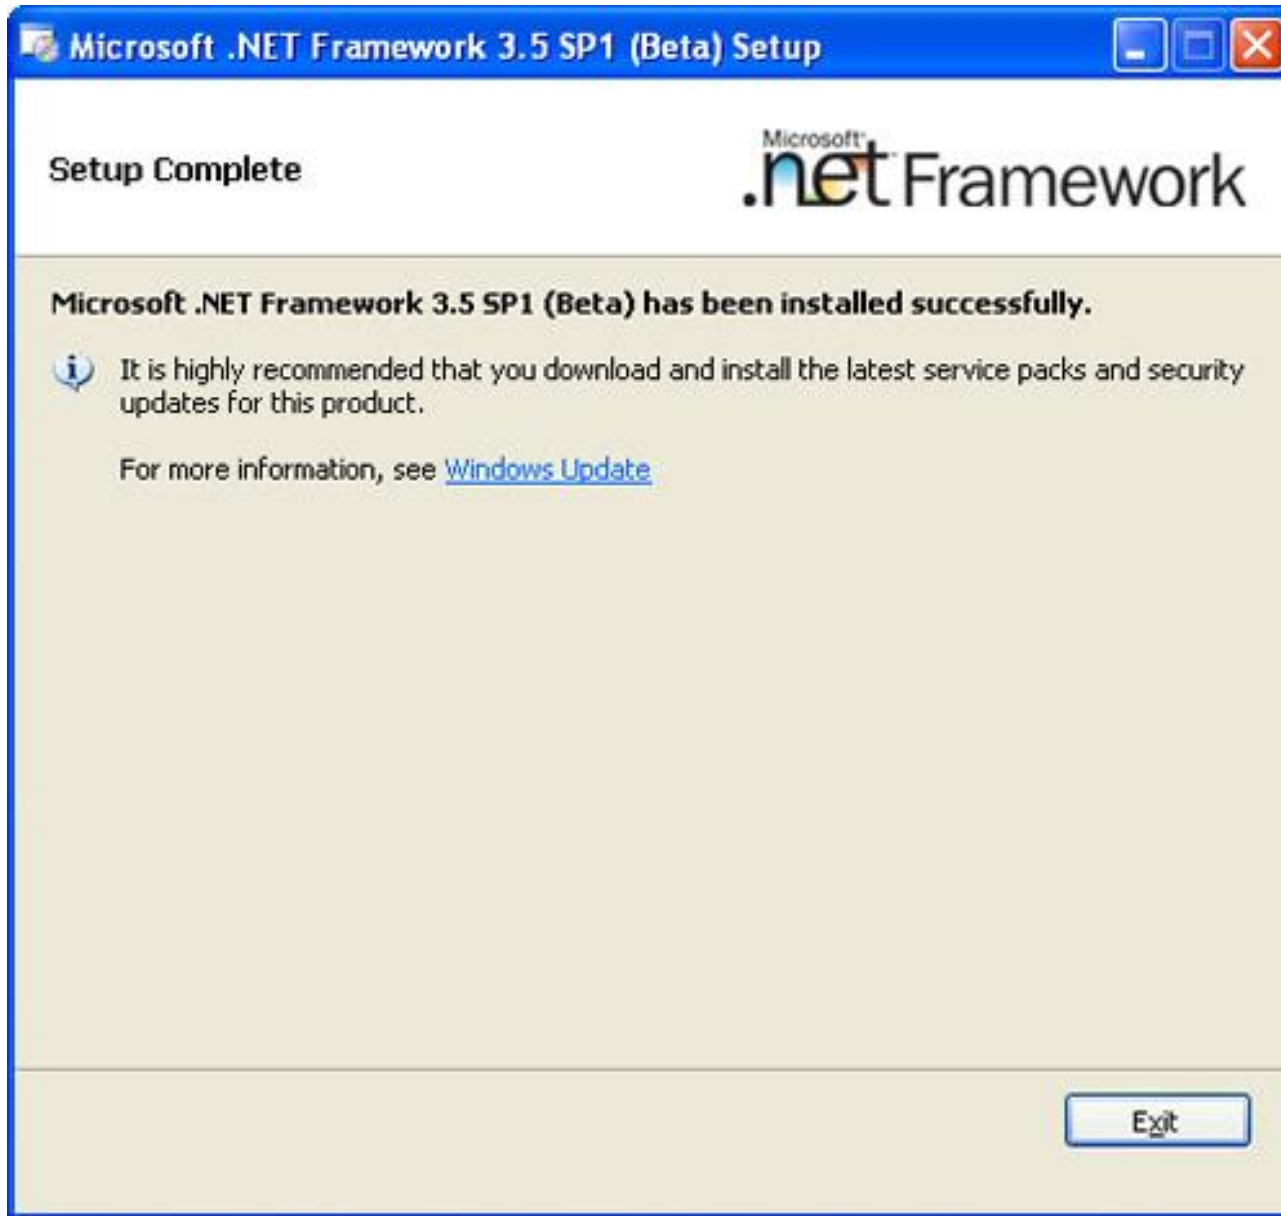 Microsoft .NET Framework 3.5 SP1 (Beta) Setup
Setup Complete
Microsoft
.net Framework
Microsoft .NET Framework 3.5 SP1 (Beta) has been installed successfully.
It is highly recommended that you download and install the latest service packs and security
updates for this product.
For more information, see Windows Update
Exit